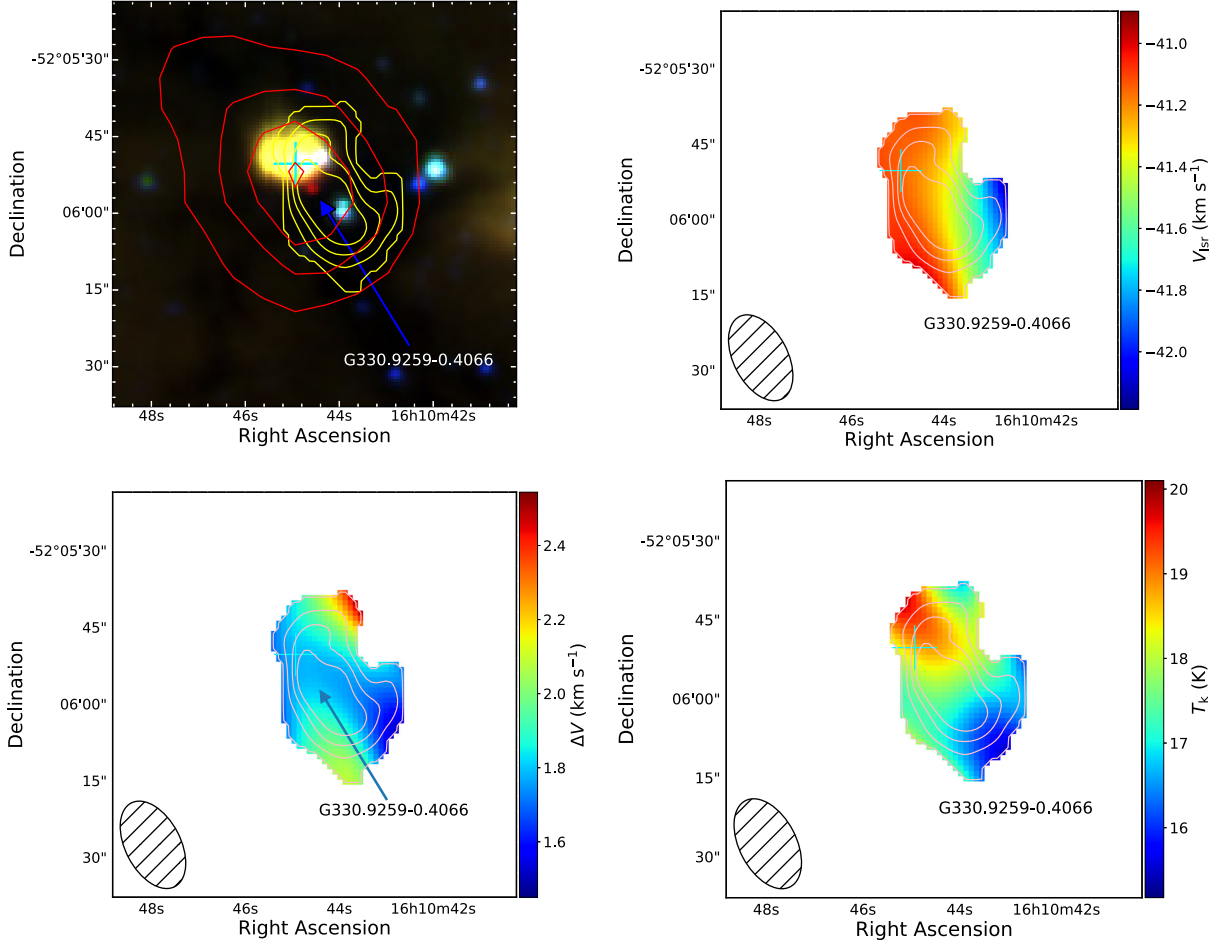 -52°05'30"
45"
06'00"
15"
30"
Declination
G330.9259-0.4066
48s
46s
44s
16h10m42s
Right Ascension
-52°05'30"
45"
06'00"
15"
30"
Declination
G330.9259-0.4066
48s
46s
44s
16h10m42s
Right Ascension
−41.0
−41.2
−41.4
−41.6
−41.8
−42.0
Vlsr (km s−1)
-52°05'30"
45"
06'00"
15"
30"
Declination
G330.9259-0.4066
48s
46s
44s
16h10m42s
Right Ascension
2.4
2.2
2.0
1.8
1.6
ΔV (km s−1)
-52°05'30"
45"
06'00"
15"
30"
Declination
G330.9259-0.4066
48s
46s
44s
16h10m42s
Right Ascension
20
19
18
17
16
Tk (K)